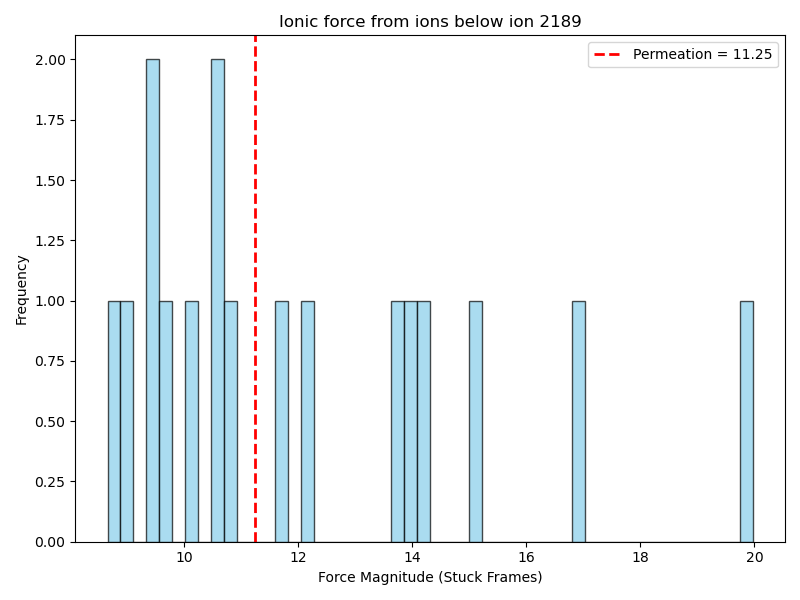 Ionic force from ions below ion 2189
Permeation = 11.25
Frequency
2.00
1.75
1.50
1.25
1.00
0.75
0.50
0.25
0.00
10 12 14 16 18 20
Force Magnitude (Stuck Frames)